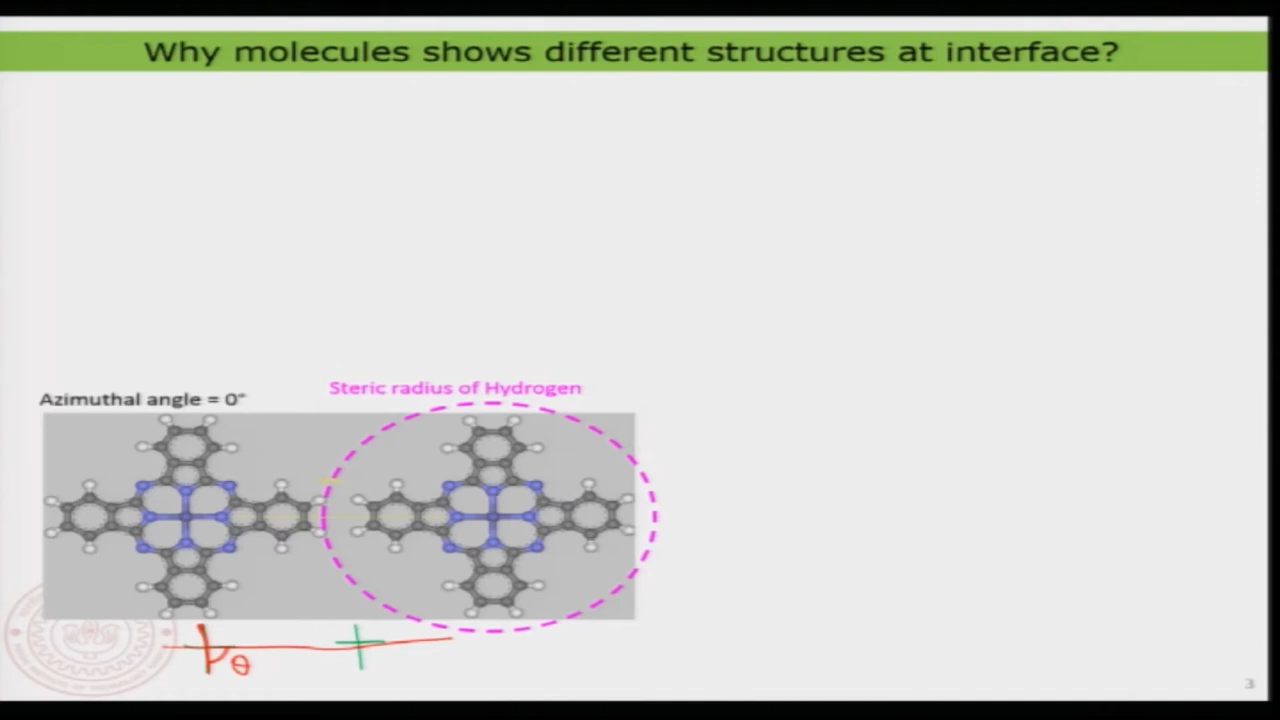 Why molecules shows different structures at interface?
Steric radius of Hydrogen
Azimuthal angle = 0°
θ
3